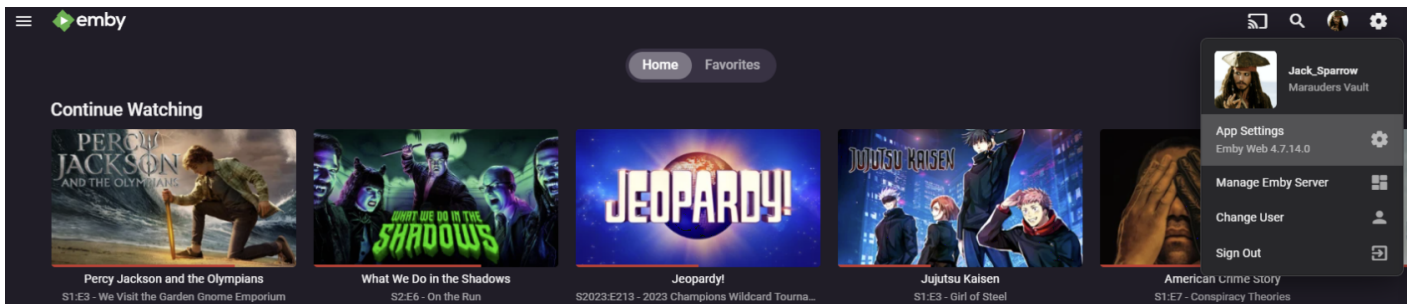 emby
Home Favorites
Jack_Sparrow
Marauders Vault
App Settings
Emby Web 4.7.14.0
Manage Emby Server
Change User
Sign Out
Continue Watching
PERCY
JACKSON
AND THE OLYMPIANS
WHAT WE DO IN THE
SHADOWS
JEOPARDY!
JUJUTSU KAISEN
Percy Jackson and the Olympians
S1:E3 - We Visit the Garden Gnome Emporium
What We Do in the Shadows
S2:E6 - On the Run
Jeopardy!
S2023:E213 - 2023 Champions Wildcard Tourna...
Jujutsu Kaisen
S1:E3 - Girl of Steel
American Crime Story
S1:E7 - Conspiracy Theories